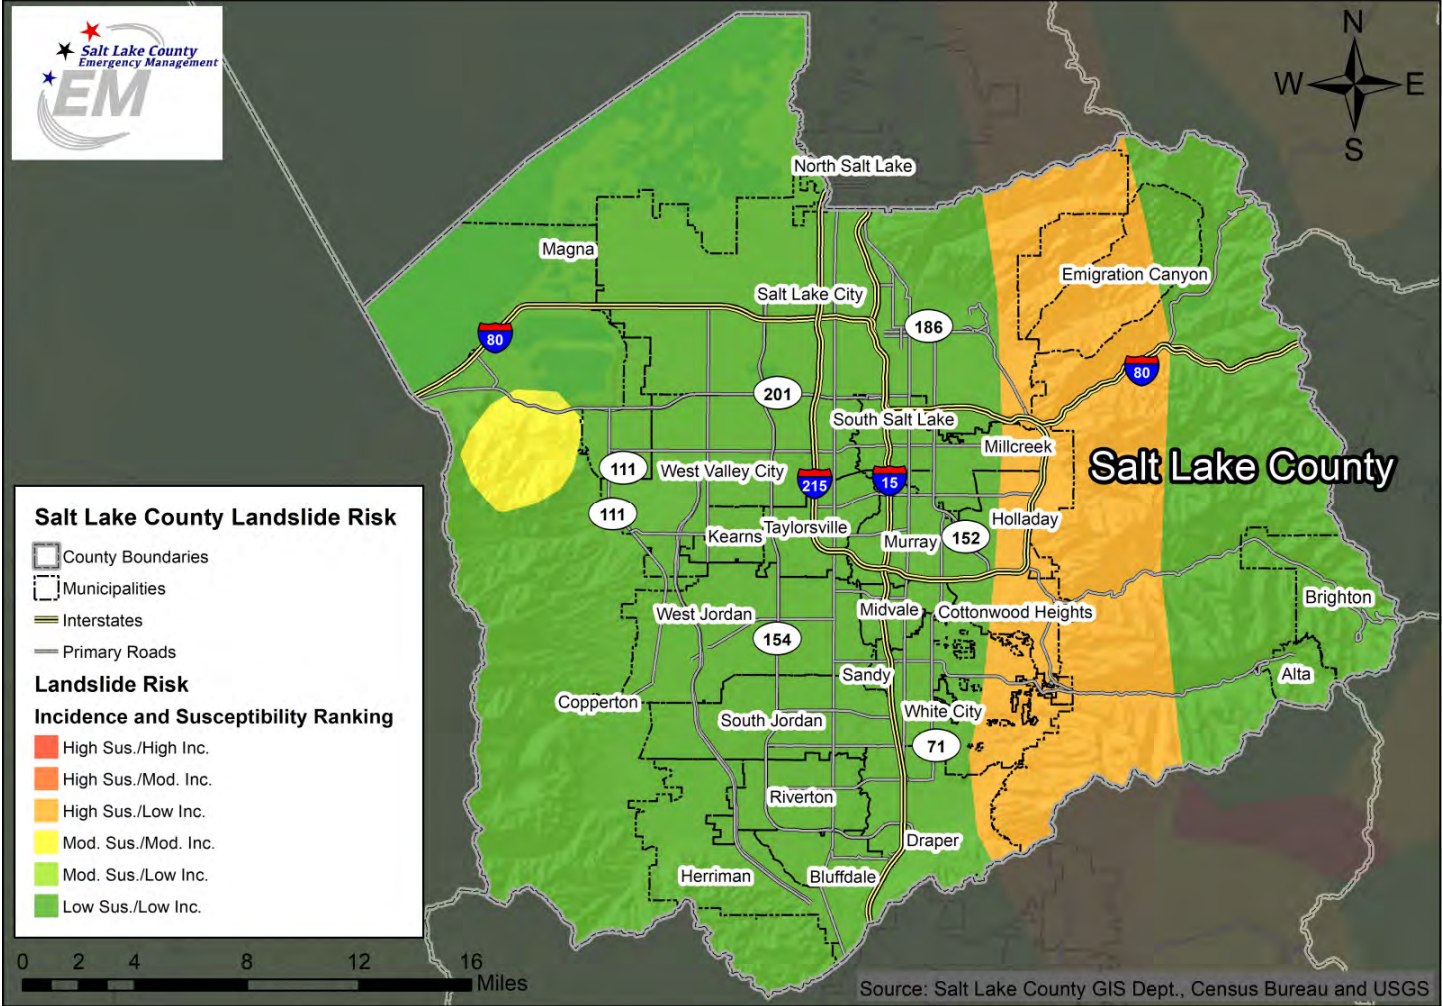 Salt Lake County
Emergency Management
EM
N
W E
S
North Salt Lake
Magna
Emigration Canyon
Salt Lake City
186
80
80
201
South Salt Lake
Millcreek
Salt Lake County
111
West Valley City
215
15
111
Holladay
Kearns
Taylorsville
Murray
152
Brighton
West Jordan
Midvale
Cottonwood Heights
154
Sandy
Alta
Copperton
South Jordan
White City
71
Riverton
Draper
Herriman
Bluffdale
Salt Lake County Landslide Risk
County Boundaries
Municipalities
Interstates
Primary Roads
Landslide Risk
Incidence and Susceptibility Ranking
High Sus./High Inc.
High Sus./Mod. Inc.
High Sus./Low Inc.
Mod. Sus./Mod. Inc.
Mod. Sus./Low Inc.
Low Sus./Low Inc.
0 2 4 8 12 16
Miles
Source: Salt Lake County GIS Dept., Census Bureau and USGS